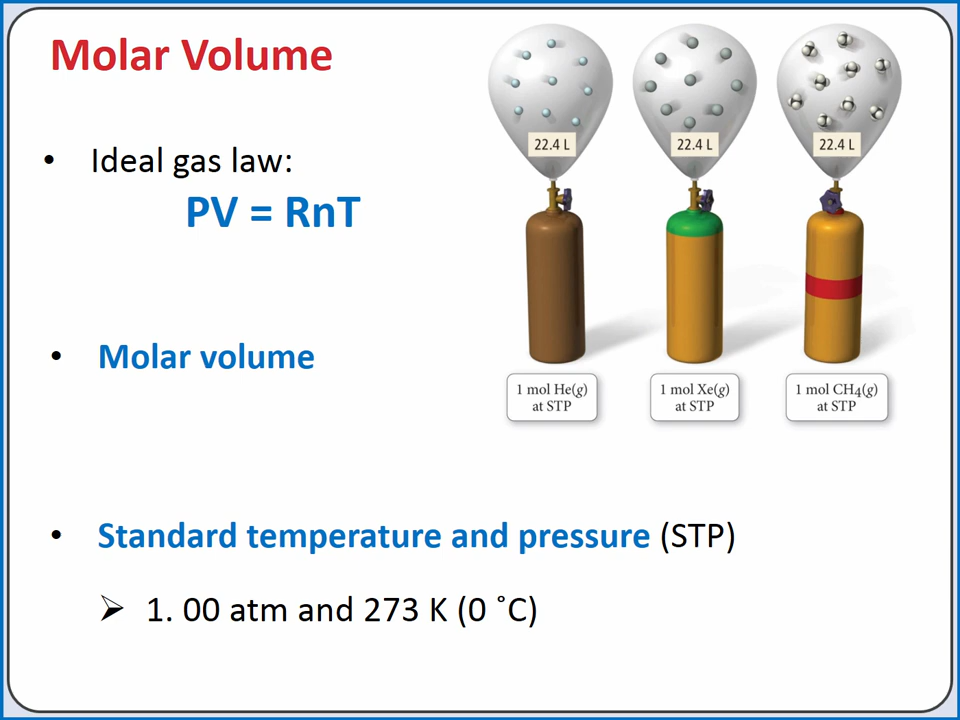 Molar Volume
• Ideal gas law:
PV = RnT
• Molar volume
• Standard temperature and pressure (STP)
➢ 1. 00 atm and 273 K (0 ˚C)
22.4 L
22.4 L
22.4 L
1 mol He(g)
at STP
1 mol Xe(g)
at STP
1 mol CH4(g)
at STP